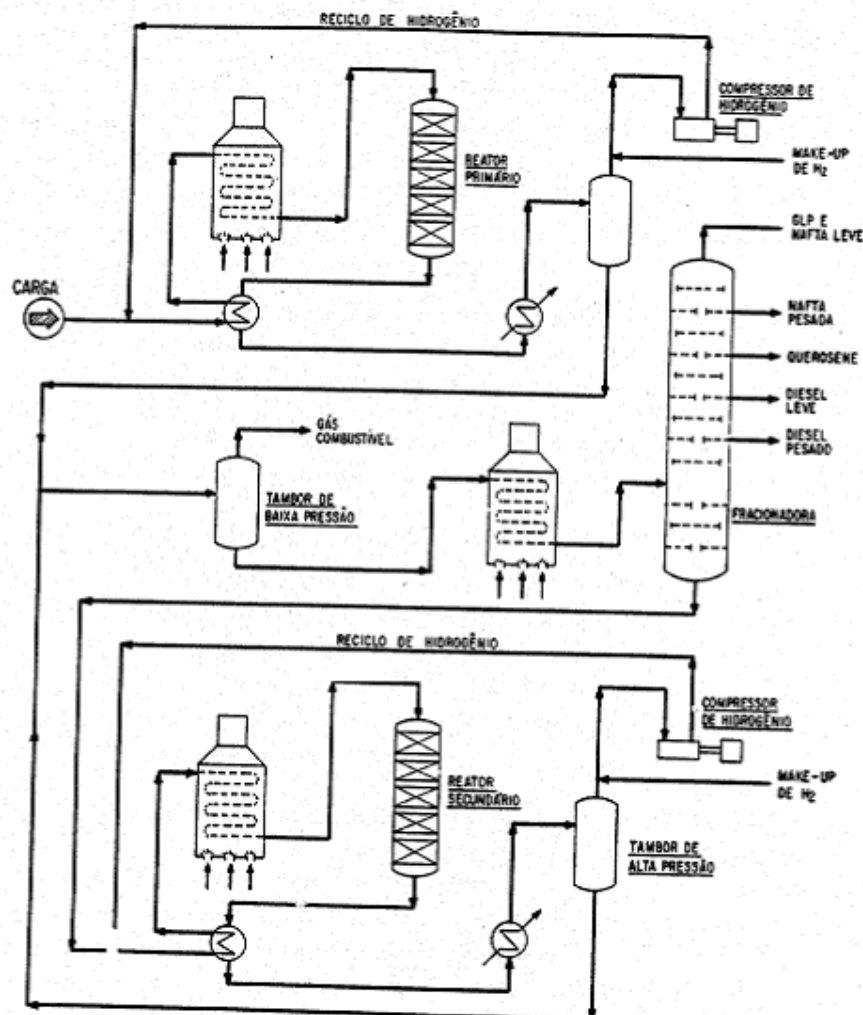 RECICLO DE HIDROGÊNIO
COMPRESSOR DE
HIDROGÊNIO
REATOR
PRIMÁRIO
MAKE-UP
DE H2
GLP E
NAFTA LEVE
CARGA
NAFTA
PESADA
QUEROSENE
DIESEL
LEVE
DIESEL
PESADO
GÁS
COMBUSTÍVEL
TAMBOR DE
BAIXA PRESSÃO
FRACIONADORA
RECICLO DE HIDROGÊNIO
COMPRESSOR
DE HIDROGÊNIO
REATOR
SECUNDÁRIO
MAKE-UP
DE H2
TAMBOR DE
ALTA PRESSÃO